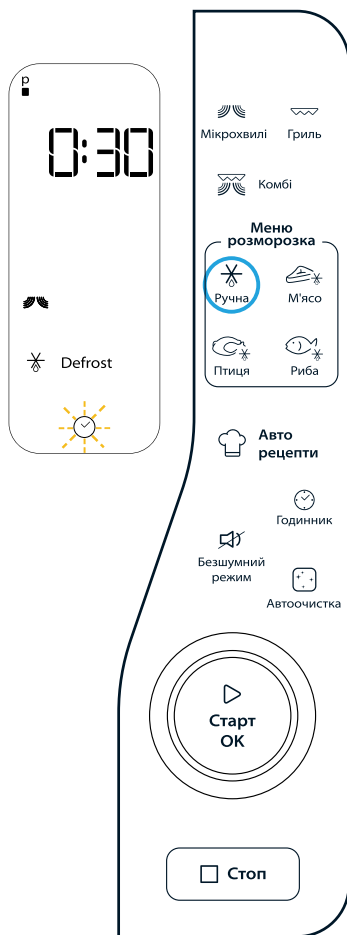 p
0:30
Defrost
Мікрохвилі Гриль
Комбі
Меню
розморозка
Ручна М'ясо
Птиця Риба
Авто
рецепти
Годинник
Безшумний
режим
Автоочистка
Старт
ОК
Стоп